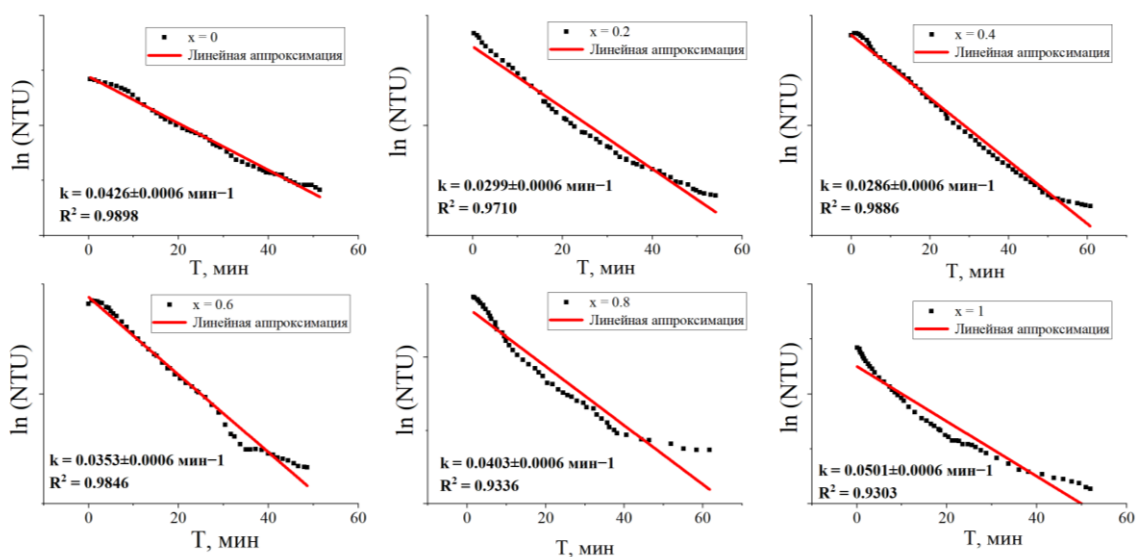 x = 0
Линейная аппроксимация
ln (NTU)
k = 0.0426±0.0006 мин−1
R² = 0.9898
0
20
40
60
T, мин
x = 0.2
Линейная аппроксимация
ln (NTU)
k = 0.0299±0.0006 мин−1
R² = 0.9710
0
20
40
60
T, мин
x = 0.4
Линейная аппроксимация
ln (NTU)
k = 0.0286±0.0006 мин−1
R² = 0.9886
0
20
40
60
T, мин
x = 0.6
Линейная аппроксимация
ln (NTU)
k = 0.0353±0.0006 мин−1
R² = 0.9846
0
20
40
60
T, мин
x = 0.8
Линейная аппроксимация
ln (NTU)
k = 0.0403±0.0006 мин−1
R² = 0.9336
0
20
40
60
T, мин
x = 1
Линейная аппроксимация
ln (NTU)
k = 0.0501±0.0006 мин−1
R² = 0.9303
0
20
40
60
T, мин